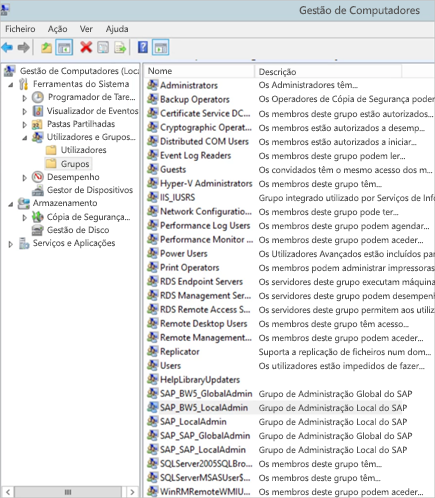 Gestão de Computadores
Ficheiro Ação Ver Ajuda
Gestão de Computadores (Loca
Ferramentas do Sistema
Programador de Tare...
Visualizador de Eventos
Pastas Partilhadas
Utilizadores e Grupos...
Utilizadores
Grupos
Desempenho
Gestor de Dispositivos
Armazenamento
Cópia de Segurança...
Gestão de Disco
Serviços e Aplicações
Nome Descrição
Administrators Os Administradores têm...
Backup Operators Os Operadores de Cópia de Segurança poder
Certificate Service DC... Os membros deste grupo estão autorizados...
Cryptographic Operat... Os membros estão autorizados a desemp...
Distributed COM Users Os membros estão autorizados a iniciar...
Event Log Readers Os membros deste grupo podem ler...
Guests Os convidados têm o mesmo acesso dos m...
Hyper-V Administrators Os membros deste grupo têm...
IIS_IUSRS Grupo integrado utilizado por Serviços de Info
Network Configuratio... Os membros deste grupo pode ter...
Performance Log Users Os membros deste grupo podem agendar...
Performance Monitor ... Os membros deste grupo podem aceder...
Power Users Os Utilizadores Avançados estão incluídos par
Print Operators Os membros podem administrar impressoras
RDS Endpoint Servers Os servidores deste grupo executam máquina
RDS Management Ser... Os servidores deste grupo podem desempenh
RDS Remote Access S... Os servidores deste grupo permitem aos utiliz
Remote Desktop Users Os membros deste grupo têm acesso...
Remote Management... Os membros deste grupo podem aceder...
Replicator Suporta a replicação de ficheiros num dom...
Users Os utilizadores estão impedidos de fazer...
HelpLibraryUpdaters
SAP_BW5_GlobalAdmin Grupo de Administração Global do SAP
SAP_BW5_LocalAdmin Grupo de Administração Local do SAP
SAP_LocalAdmin Grupo de Administração Local do SAP
SAP_SAP_GlobalAdmin Grupo de Administração Global do SAP
SAP_SAP_LocalAdmin Grupo de Administração Local do SAP
SQLServer2005SQLBro... Os membros deste grupo têm...
SQLServerMSASUser$... Os membros deste grupo têm...
WinRMRemoteWMIU... Os membros deste grupo podem aceder...